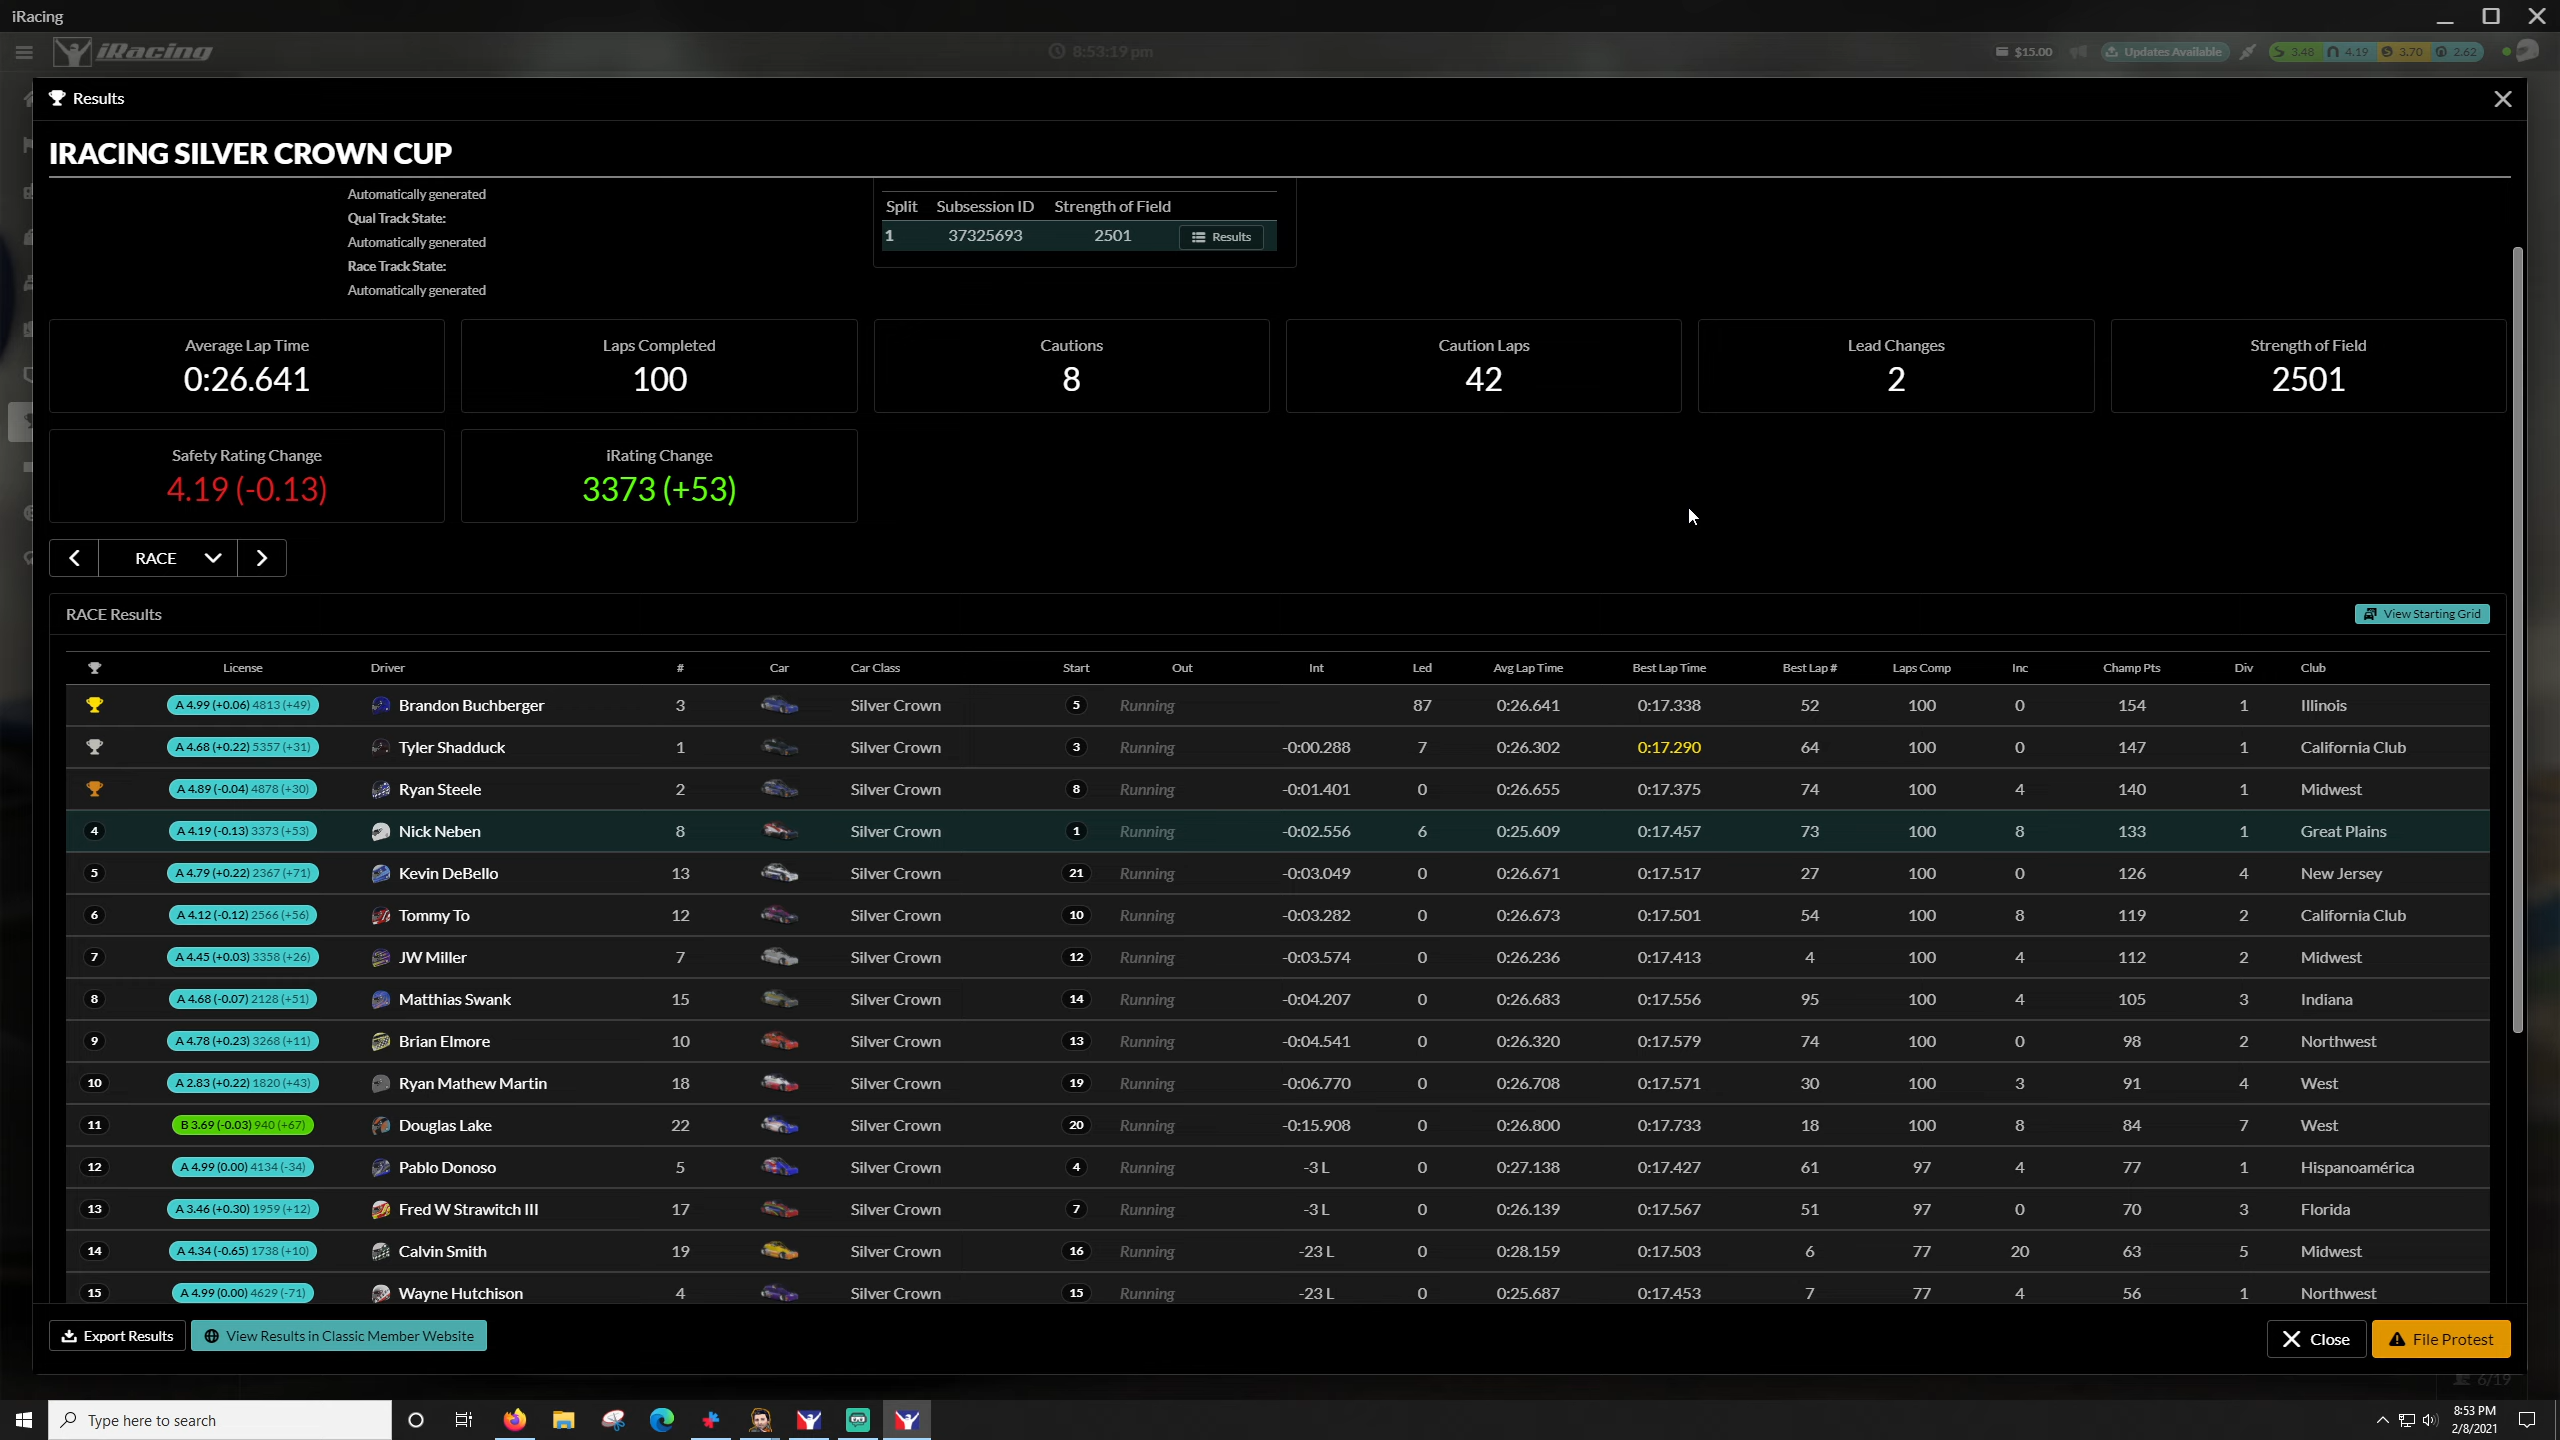 iRacing
iRacing
8:53:19 pm
$15.00
Updates Available
3.48
4.19
3.70
2.62
Results
IRACING SILVER CROWN CUP
Automatically generated
Qual Track State:
Automatically generated
Race Track State:
Automatically generated
Split Subsession ID Strength of Field
1 37325693 2501 Results
Average Lap Time
0:26.641
Laps Completed
100
Cautions
8
Caution Laps
42
Lead Changes
2
Strength of Field
2501
Safety Rating Change
4.19 (-0.13)
iRating Change
3373 (+53)
RACE
RACE Results
View Starting Grid
License Driver # Car Car Class Start Out Int Led Avg Lap Time Best Lap Time Best Lap # Laps Comp Inc Champ Pts Div Club
A 4.99 (+0.06) 4813 (+49) Brandon Buchberger 3 Silver Crown 5 Running 87 0:26.641 0:17.338 52 100 0 154 1 Illinois
A 4.68 (+0.22) 5357 (+31) Tyler Shadduck 1 Silver Crown 3 Running -0:00.288 7 0:26.302 0:17.290 64 100 0 147 1 California Club
A 4.89 (-0.04) 4878 (+30) Ryan Steele 2 Silver Crown 8 Running -0:01.401 0 0:26.655 0:17.375 74 100 4 140 1 Midwest
4 A 4.19 (-0.13) 3373 (+53) Nick Neben 8 Silver Crown 1 Running -0:02.556 6 0:25.609 0:17.457 73 100 8 133 1 Great Plains
5 A 4.79 (+0.22) 2367 (+71) Kevin DeBello 13 Silver Crown 21 Running -0:03.049 0 0:26.671 0:17.517 27 100 0 126 4 New Jersey
6 A 4.12 (-0.12) 2566 (+56) Tommy To 12 Silver Crown 10 Running -0:03.282 0 0:26.673 0:17.501 54 100 8 119 2 California Club
7 A 4.45 (+0.03) 3358 (+26) JW Miller 7 Silver Crown 12 Running -0:03.574 0 0:26.236 0:17.413 4 100 4 112 2 Midwest
8 A 4.68 (-0.07) 2128 (+51) Matthias Swank 15 Silver Crown 14 Running -0:04.207 0 0:26.683 0:17.556 95 100 4 105 3 Indiana
9 A 4.78 (+0.23) 3268 (+11) Brian Elmore 10 Silver Crown 13 Running -0:04.541 0 0:26.320 0:17.579 74 100 0 98 2 Northwest
10 A 2.83 (+0.22) 1820 (+43) Ryan Mathew Martin 18 Silver Crown 19 Running -0:06.770 0 0:26.708 0:17.571 30 100 3 91 4 West
11 B 3.69 (-0.03) 940 (+67) Douglas Lake 22 Silver Crown 20 Running -0:15.908 0 0:26.800 0:17.733 18 100 8 84 7 West
12 A 4.99 (0.00) 4134 (-34) Pablo Donoso 5 Silver Crown 4 Running -3 L 0 0:27.138 0:17.427 61 97 4 77 1 Hispanoamérica
13 A 3.46 (+0.30) 1959 (+12) Fred W Strawitch III 17 Silver Crown 7 Running -3 L 0 0:26.139 0:17.567 51 97 0 70 3 Florida
14 A 4.34 (-0.65) 1738 (+10) Calvin Smith 19 Silver Crown 16 Running -23 L 0 0:28.159 0:17.503 6 77 20 63 5 Midwest
15 A 4.99 (0.00) 4629 (-71) Wayne Hutchison 4 Silver Crown 15 Running -23 L 0 0:25.687 0:17.453 7 77 4 56 1 Northwest
Export Results
View Results in Classic Member Website
Close
File Protest
6/19
Type here to search
8:53 PM
2/8/2021